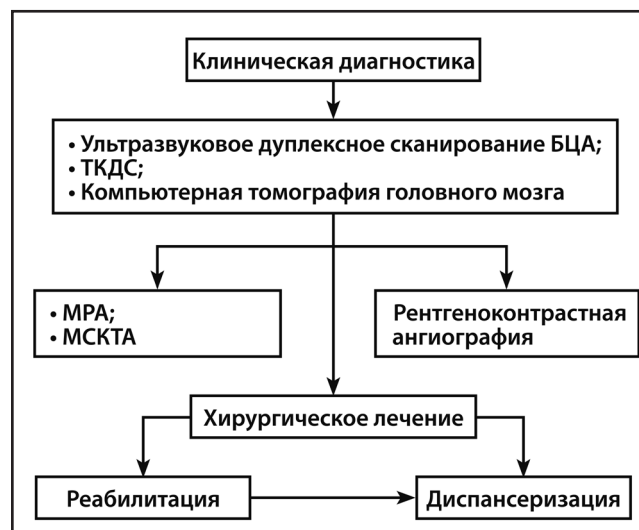 Клиническая диагностика
• Ультразвуковое дуплексное сканирование БЦА;
• ТКДС;
• Компьютерная томография головного мозга
• МРА;
• МСКТА
Рентгеноконтрастная
ангиография
Хирургическое лечение
Реабилитация
Диспансеризация